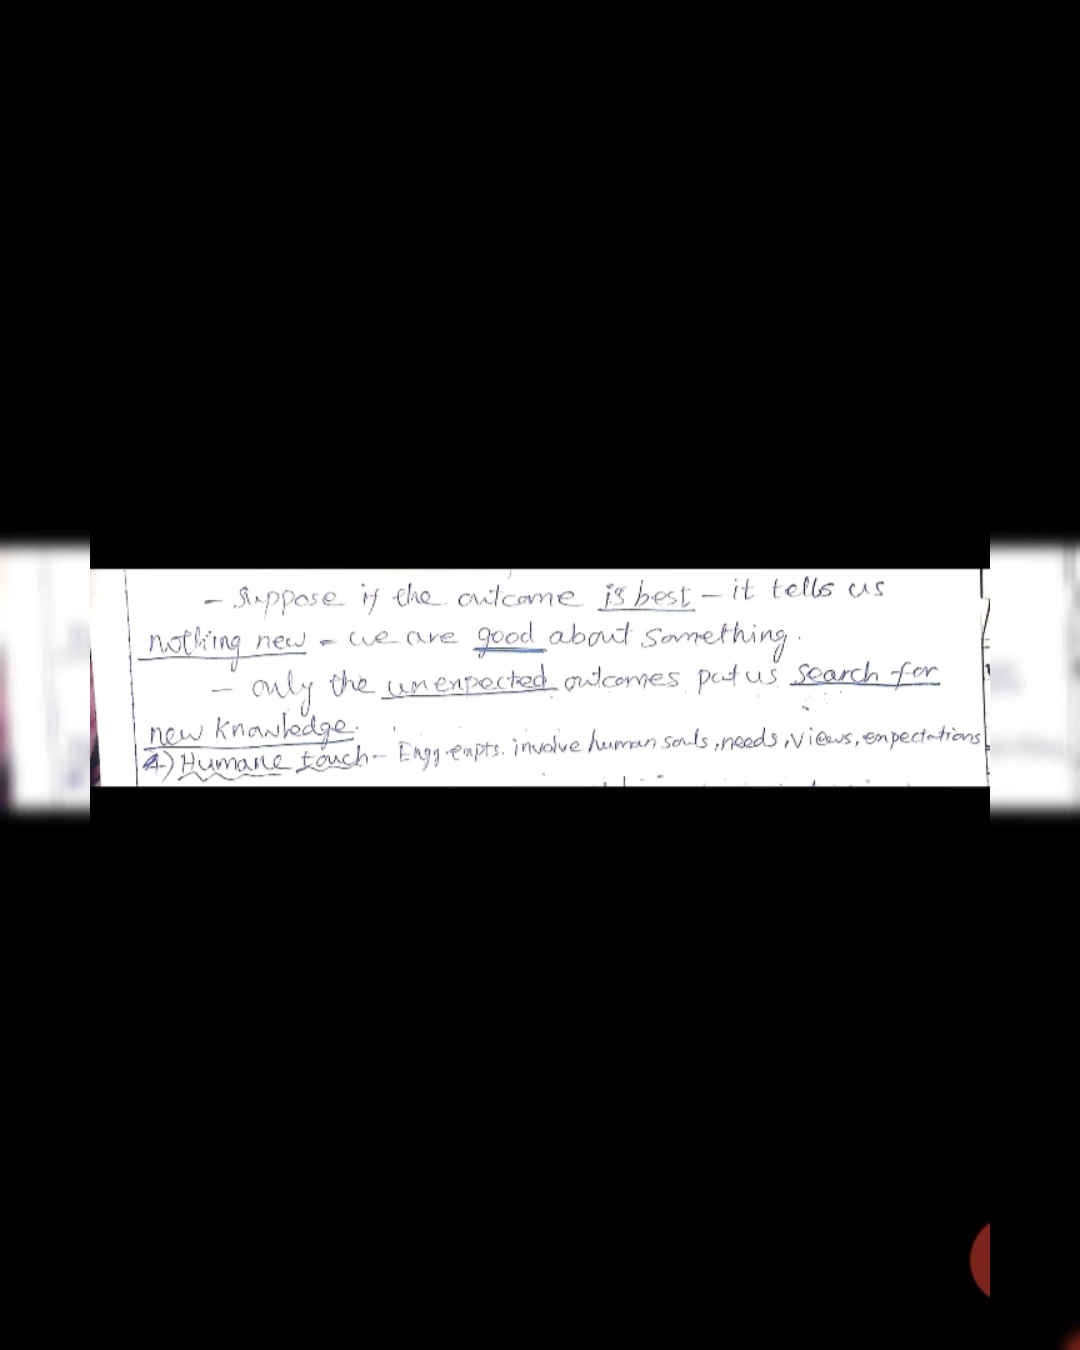 - Suppose if the outcome is best - it tells us
nothing new - we are good about something.
- only the unexpected outcomes put us search for
new knowledge.
4) Humane touch - Engg. expts. involve human souls, needs, views, expectations